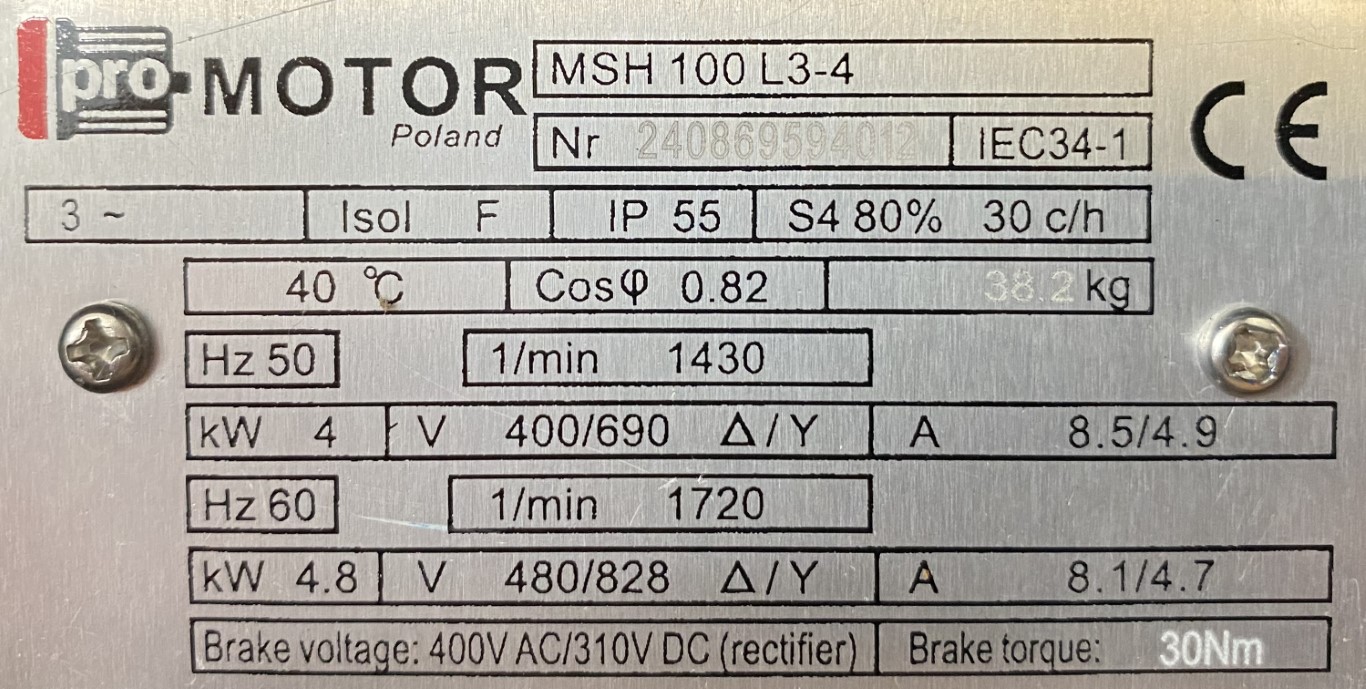 pro MOTOR
Poland
MSH 100 L3-4
Nr 240869594012 IEC34-1
CE
3 ~ Isol F IP 55 S4 80% 30 c/h
40 ℃ Cosφ 0.82 38.2 kg
Hz 50 1/min 1430
kW 4 V 400/690 Δ/Y A 8.5/4.9
Hz 60 1/min 1720
kW 4.8 V 480/828 Δ/Y A 8.1/4.7
Brake voltage: 400V AC/310V DC (rectifier) Brake torque: 30Nm